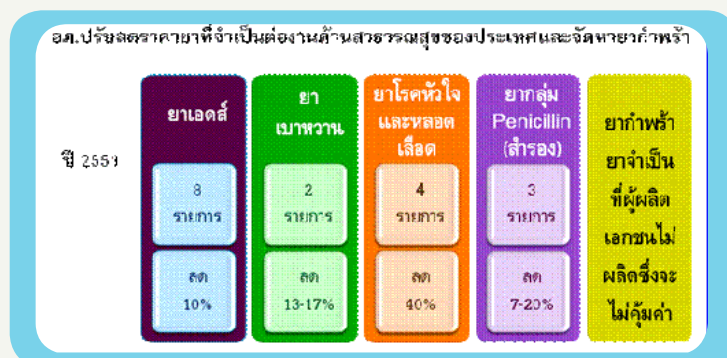 อภ.ปรับลดราคายาที่จำเป็นต่องานด้านสาธารณสุขของประเทศและจัดหายากำพร้า
ยาเอดส์
8
รายการ
ลด
10%
ยา
เบาหวาน
2
รายการ
ลด
13-17%
ยาโรคหัวใจ
และหลอด
เลือด
4
รายการ
ลด
40%
ยากลุ่ม
Penicillin
(สำรอง)
3
รายการ
ลด
7-20%
ยากำพร้า
ยาจำเป็น
ที่ผู้ผลิต
เอกชนไม่
ผลิตซึ่งจะ
ไม่คุ้มค่า
ปี